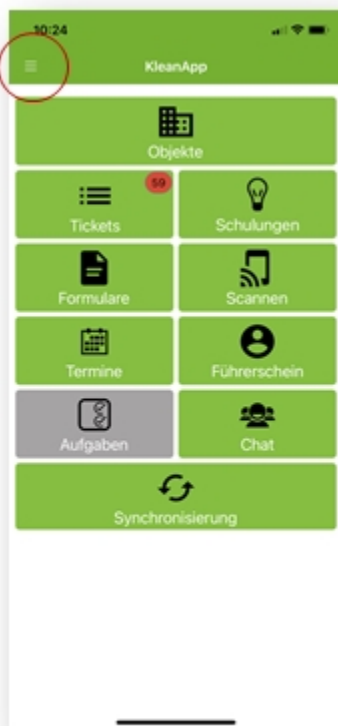 10:24
KleanApp
Objekte
59
Tickets
Schulungen
Formulare
Scannen
Termine
Führerschein
Aufgaben
Chat
Synchronisierung